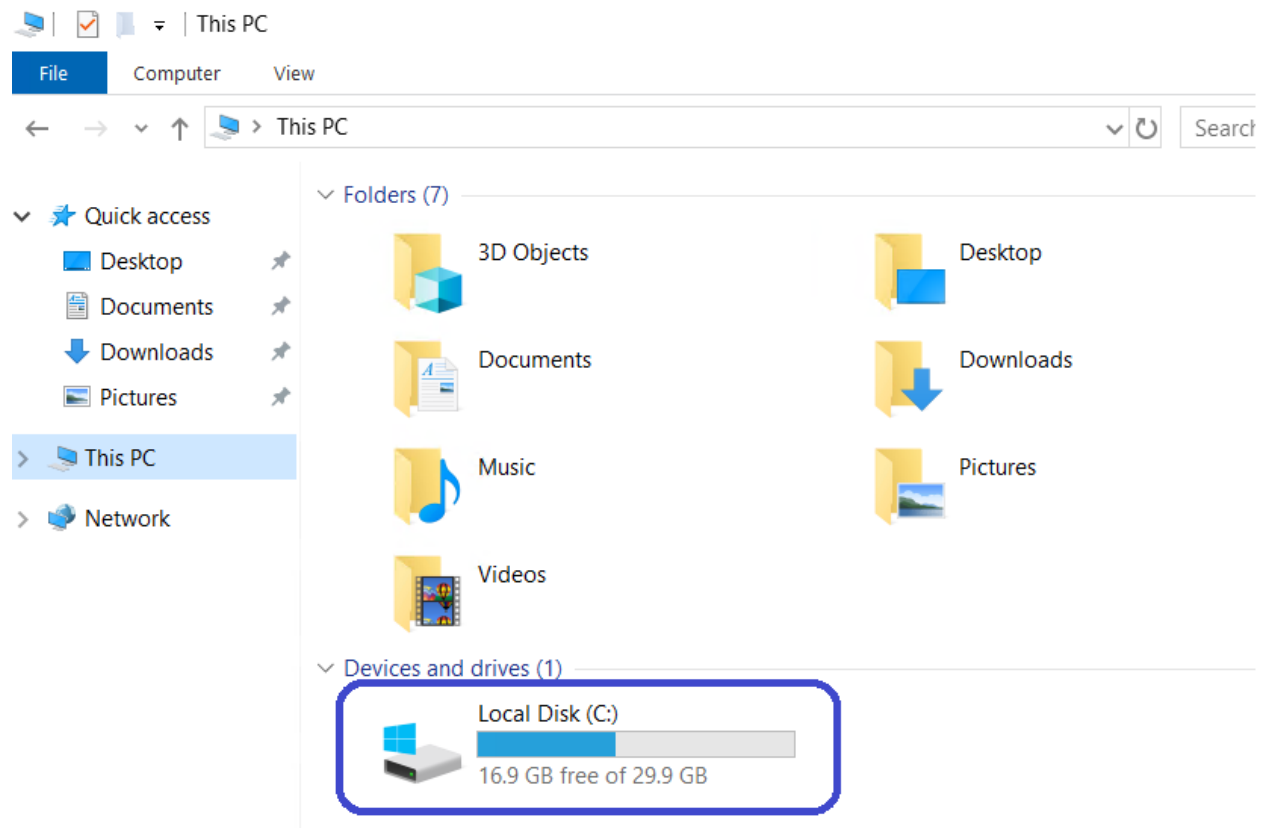 This PC
File Computer View
This PC
Quick access
Desktop
Documents
Downloads
Pictures
This PC
Network
Folders (7)
3D Objects
Desktop
Documents
Downloads
Music
Pictures
Videos
Devices and drives (1)
Local Disk (C:)
16.9 GB free of 29.9 GB